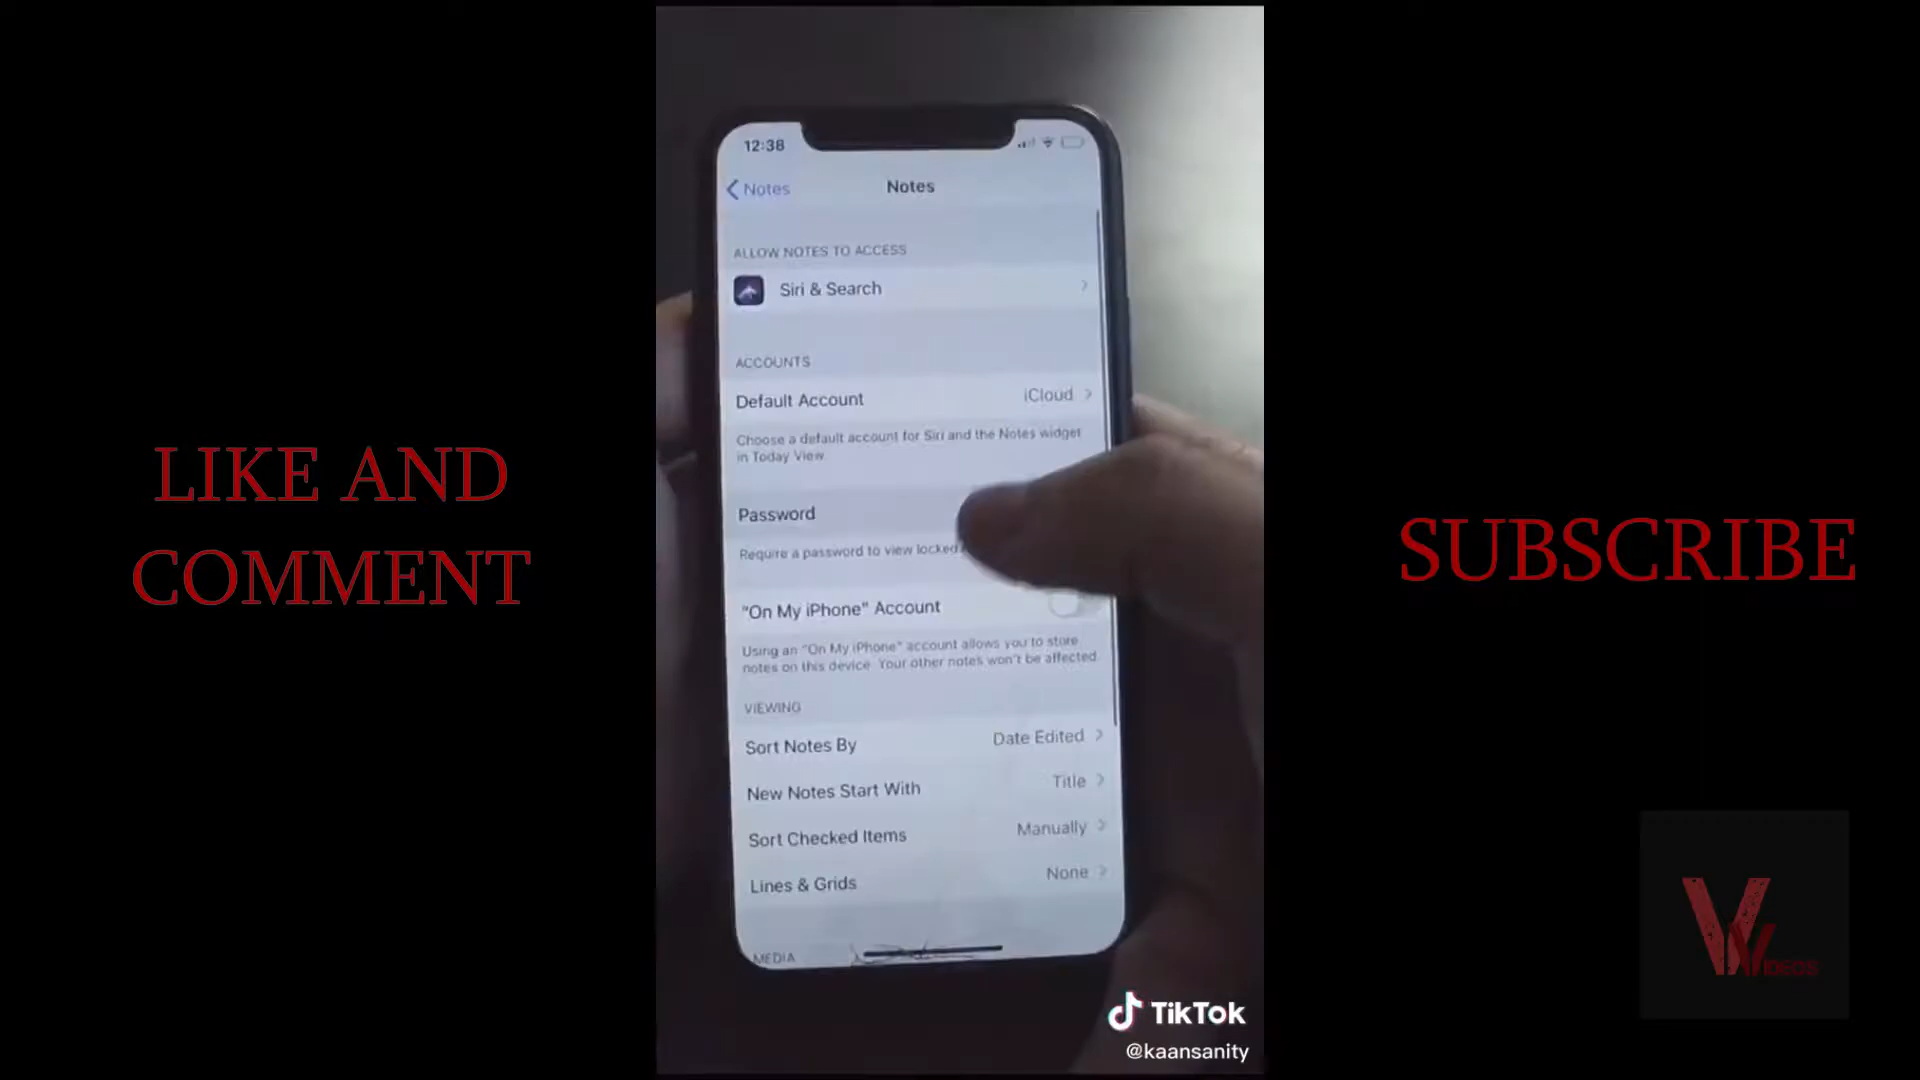 LIKE AND
COMMENT
12:38
Notes
Notes
ALLOW NOTES TO ACCESS
Siri & Search
ACCOUNTS
Default Account iCloud
Choose a default account for Siri and the Notes widget
in Today View.
Password
Require a password to view locked
"On My iPhone" Account
Using an "On My iPhone" account allows you to store
notes on this device. Your other notes won't be affected.
VIEWING
Sort Notes By Date Edited
New Notes Start With Title
Sort Checked Items Manually
Lines & Grids None
MEDIA
TikTok
@kaansanity
SUBSCRIBE
VIDEOS